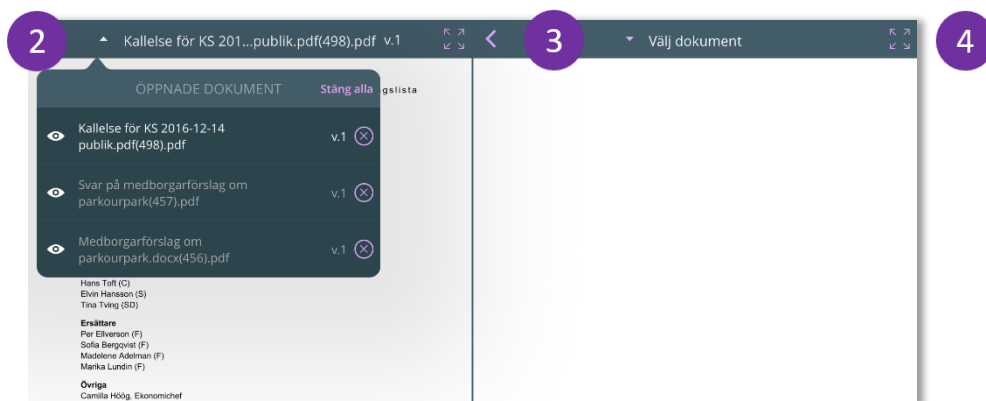 2
Kallelse för KS 201...publik.pdf(498).pdf v.1
3
Välj dokument
4
ÖPPNADE DOKUMENT Stäng alla
gslista
Kallelse för KS 2016-12-14
publik.pdf(498).pdf
v.1
Svar på medborgarförslag om
parkourpark(457).pdf
v.1
Medborgarförslag om
parkourpark.docx(456).pdf
v.1
Hans Toft (C)
Elvin Hansson (S)
Tina Tving (SD)
Ersättare
Per Ellverson (F)
Sofia Bergqvist (F)
Madelene Adelman (F)
Marika Lundin (F)
Övriga
Camilla Höög, Ekonomichef